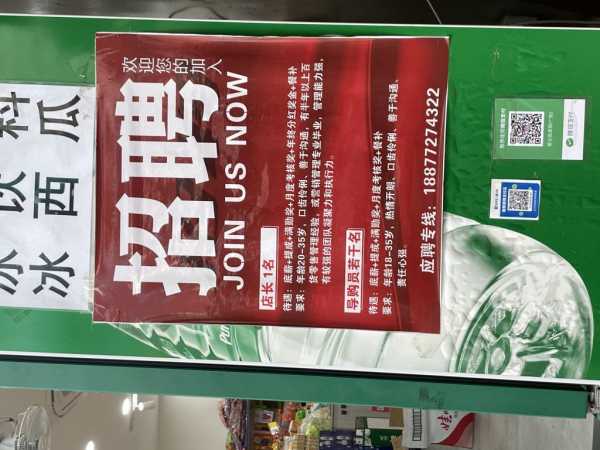 冰饮料
冰西瓜
欢迎您的加入
招聘
JOIN US NOW
店长1名
待遇：底薪+提成+满勤奖+月度考核奖+年终分红奖金+餐补
要求：年龄20-35岁，口齿伶俐、善于沟通，有半年以上百
货零售管理经验，或营销管理专业毕业，管理能力强，
有较强的团队凝聚力和执行力。
导购员若干名
待遇：底薪+提成+满勤奖+月度考核奖+餐补
要求：年龄18-35岁，热情开朗、口齿伶俐、善于沟通、
责任心强。
应聘专线：18877274322